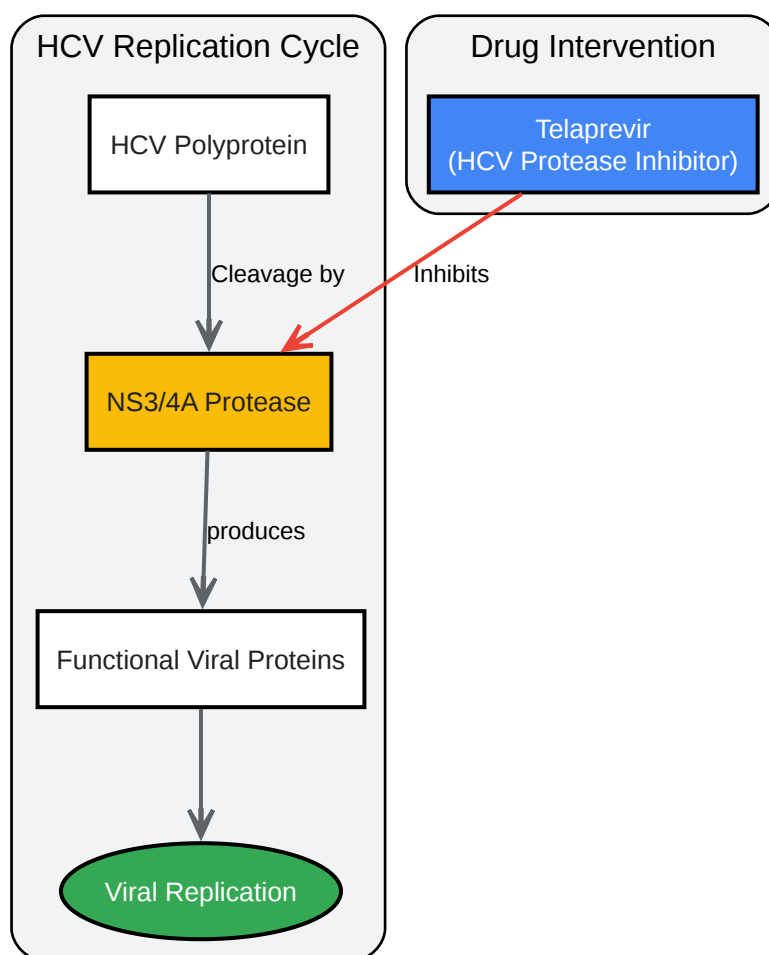 HCV Replication Cycle
HCV Polyprotein
Cleavage by
NS3/4A Protease
produces
Functional Viral Proteins
Viral Replication
Drug Intervention
Telaprevir
(HCV Protease Inhibitor)
Inhibits